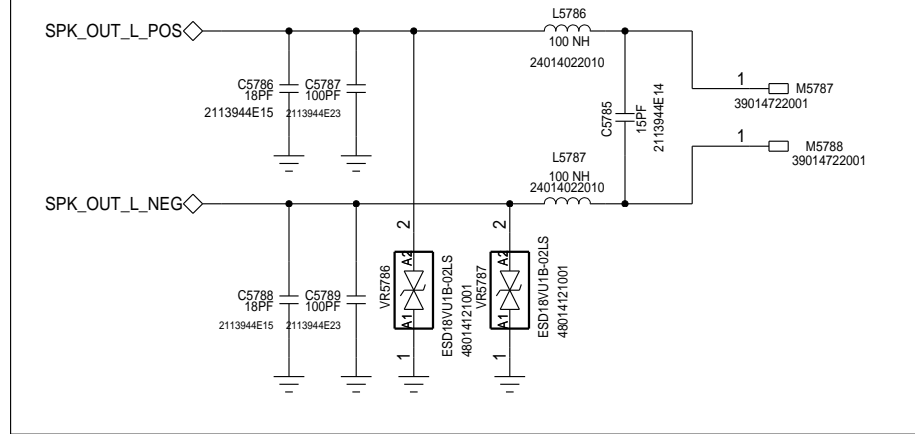 L5786
SPK_OUT_L_POS
100 NH
24014022010
C5786
18PF
2113944E15
C5787
100PF
2113944E23
C5785
15PF
2113944E14
1
M5787
39014722001
1
M5788
39014722001
L5787
100 NH
24014022010
SPK_OUT_L_NEG
2
2
C5788
18PF
2113944E15
C5789
100PF
2113944E23
VR5786
A2
A1
ESD18VU1B-02LS
48014121001
VR5787
A2
A1
ESD18VU1B-02LS
48014121001
1
1